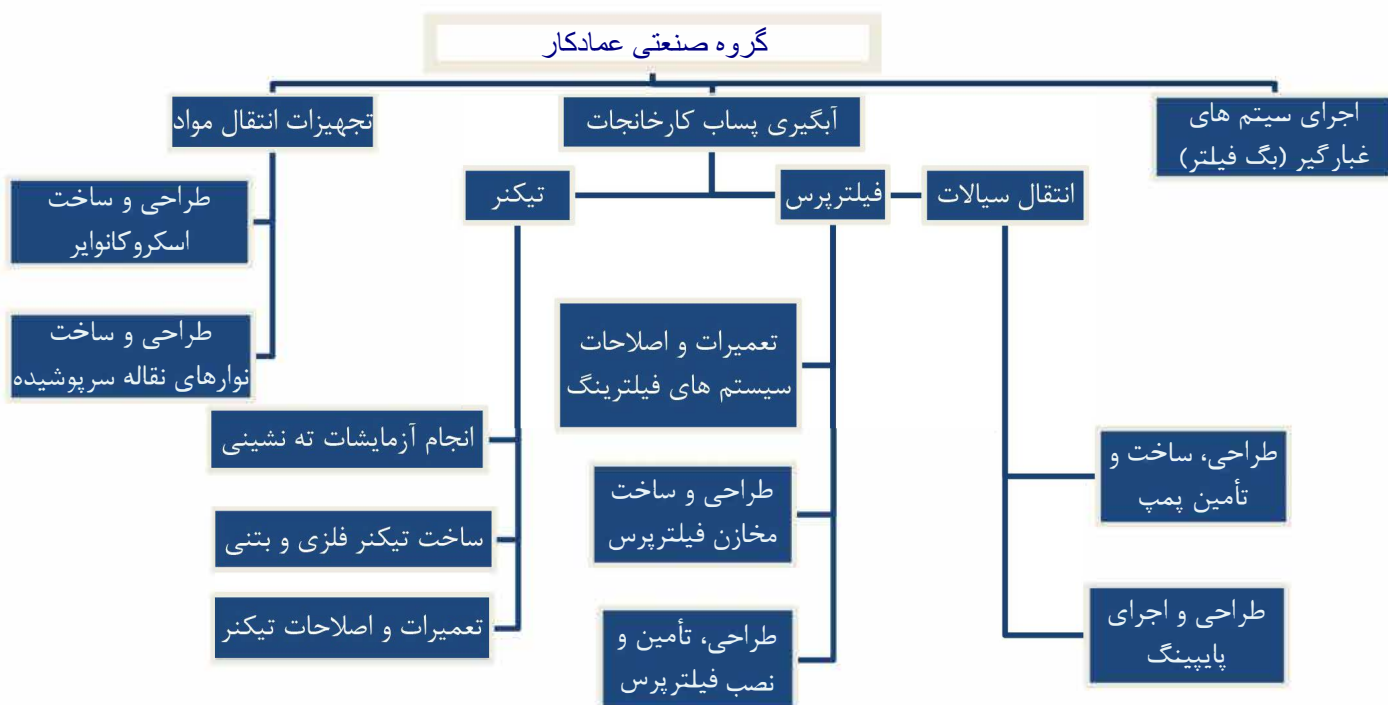 گروه صنعتی عمادکار
اجرای سیتم های
غبارگیر (بگ فیلتر)
آبگیری پساب کارخانجات
تجهیزات انتقال مواد
انتقال سیالات
فیلترپرس
تیکنر
طراحی و ساخت
اسکروکانوایر
طراحی و ساخت
نوارهای نقاله سرپوشیده
تعمیرات و اصلاحات
سیستم های فیلترینگ
طراحی، ساخت و
تأمین پمپ
انجام آزمایشات ته نشینی
طراحی و ساخت
مخازن فیلترپرس
ساخت تیکنر فلزی و بتنی
طراحی و اجرای
پایپینگ
طراحی، تأمین و
نصب فیلترپرس
تعمیرات و اصلاحات تیکنر